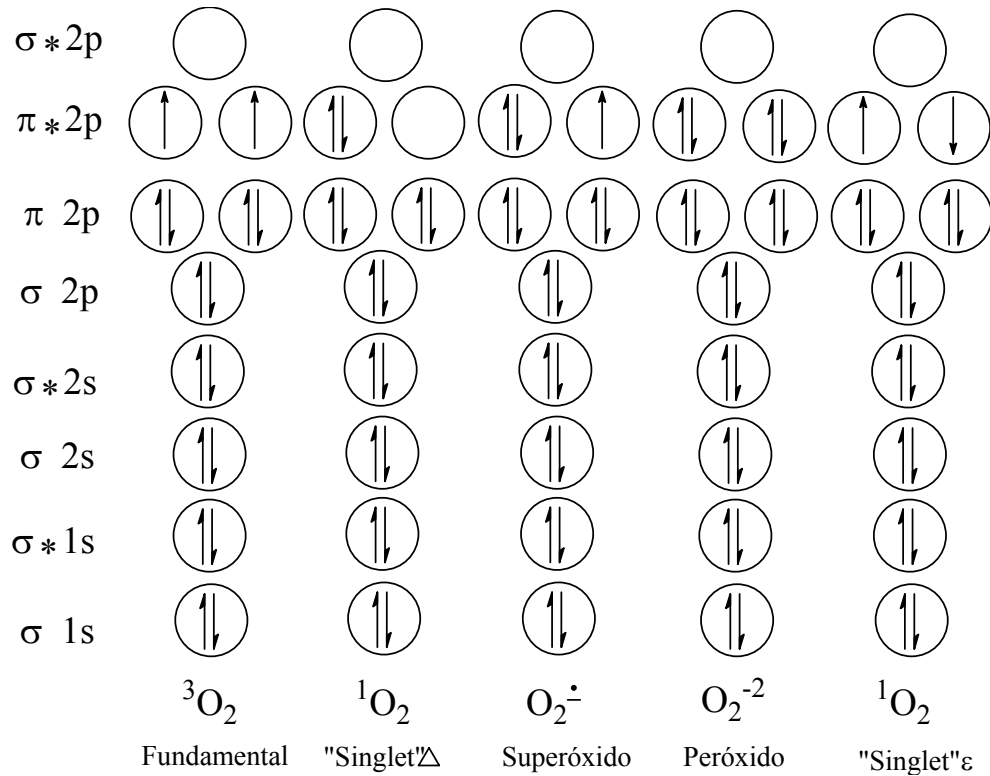 σ * 2p
π * 2p
π 2p
σ 2p
σ * 2s
σ 2s
σ * 1s
σ 1s
³O₂ ¹O₂ O₂∸ O₂⁻² ¹O₂
Fundamental "Singlet"△ Superóxido Peróxido "Singlet"ε